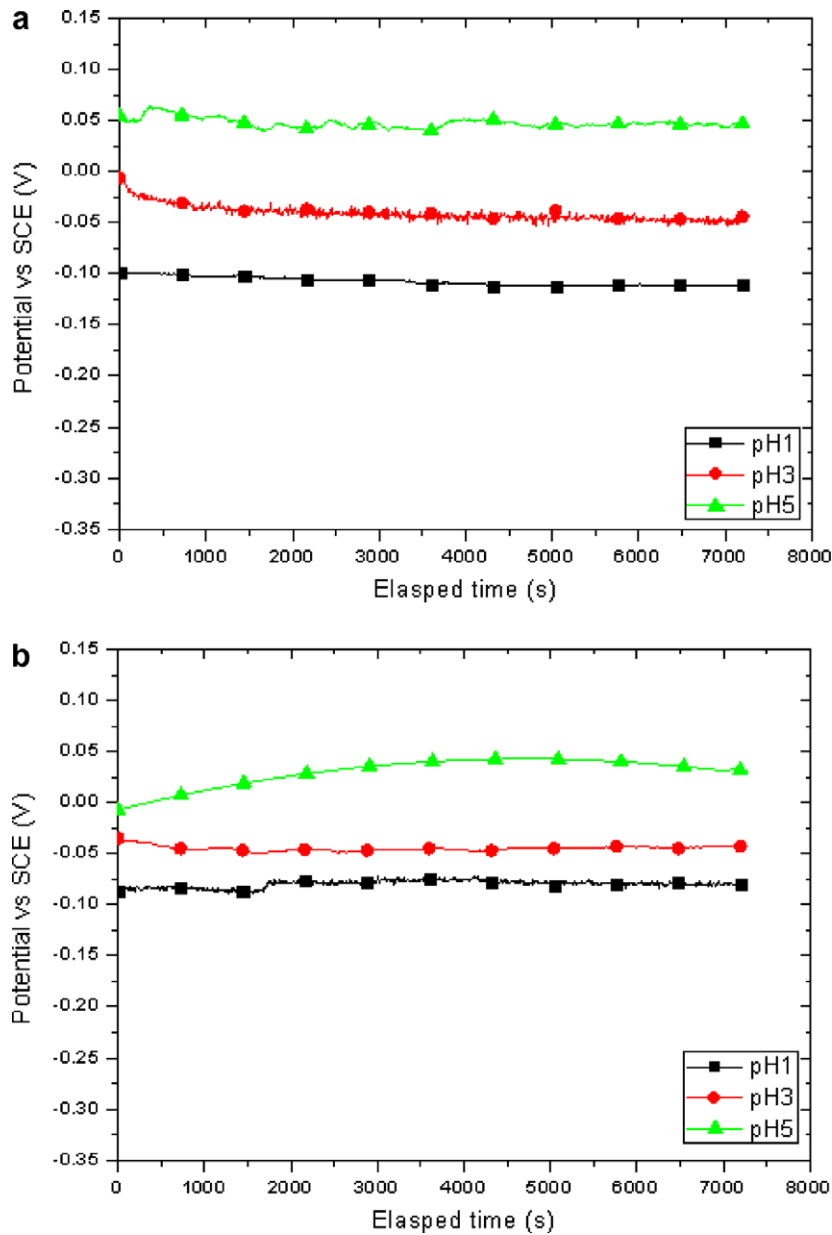 a
0.15
0.10
0.05
0.00
-0.05
-0.10
-0.15
-0.20
-0.25
-0.30
-0.35
Potential vs SCE (V)
pH1
pH3
pH5
0 1000 2000 3000 4000 5000 6000 7000 8000
Elasped time (s)
b
0.15
0.10
0.05
0.00
-0.05
-0.10
-0.15
-0.20
-0.25
-0.30
-0.35
Potential vs SCE (V)
pH1
pH3
pH5
0 1000 2000 3000 4000 5000 6000 7000 8000
Elasped time (s)